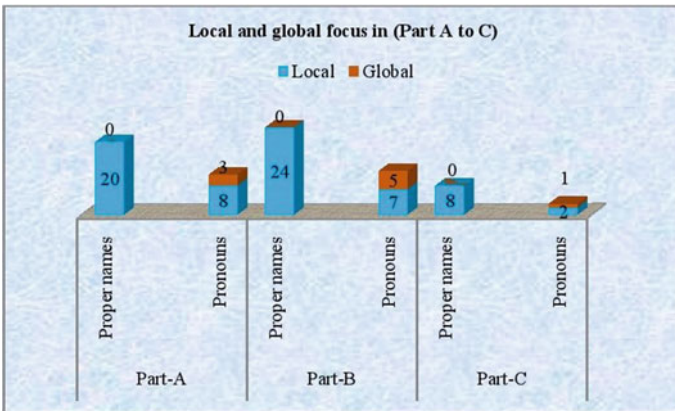 Local and global focus in (Part A to C)
Local Global
0
20
3
8
0
24
5
7
0
8
1
2
Proper names
Pronouns
Proper names
Pronouns
Proper names
Pronouns
Part-A
Part-B
Part-C